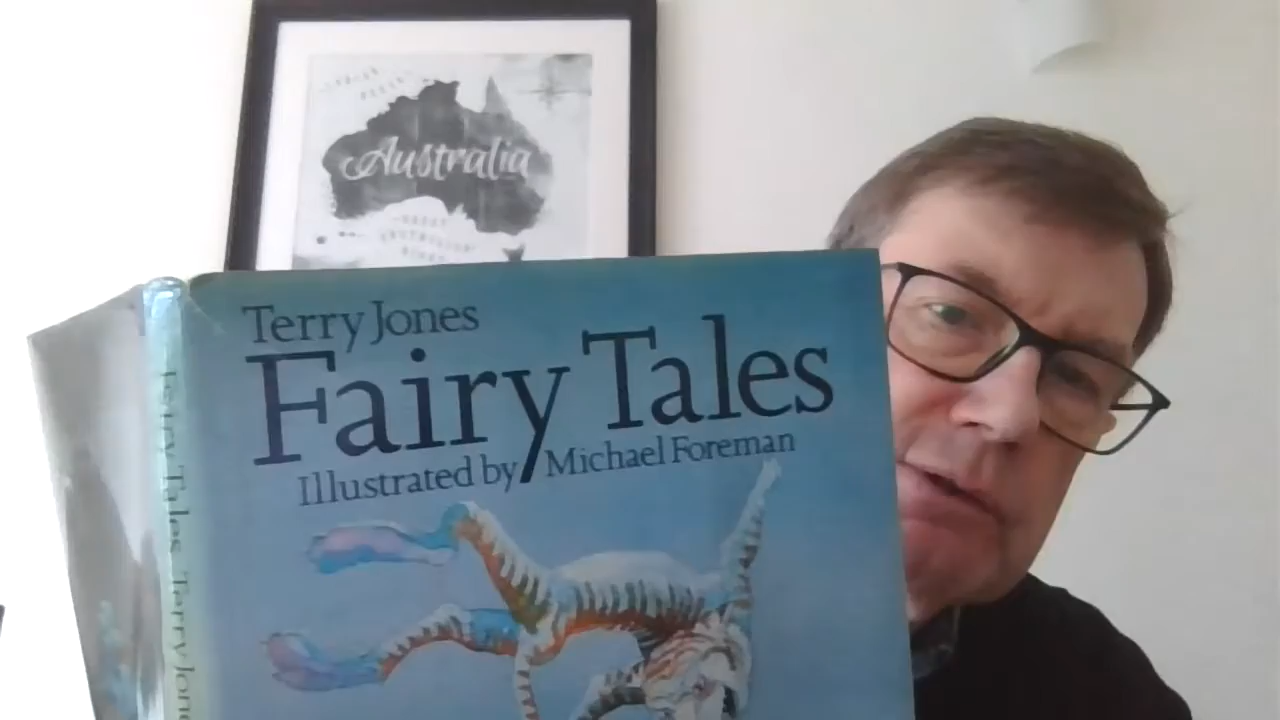 Australia
Terry Jones
Fairy Tales
Illustrated by Michael Foreman
Fairy Tales Terry Jones